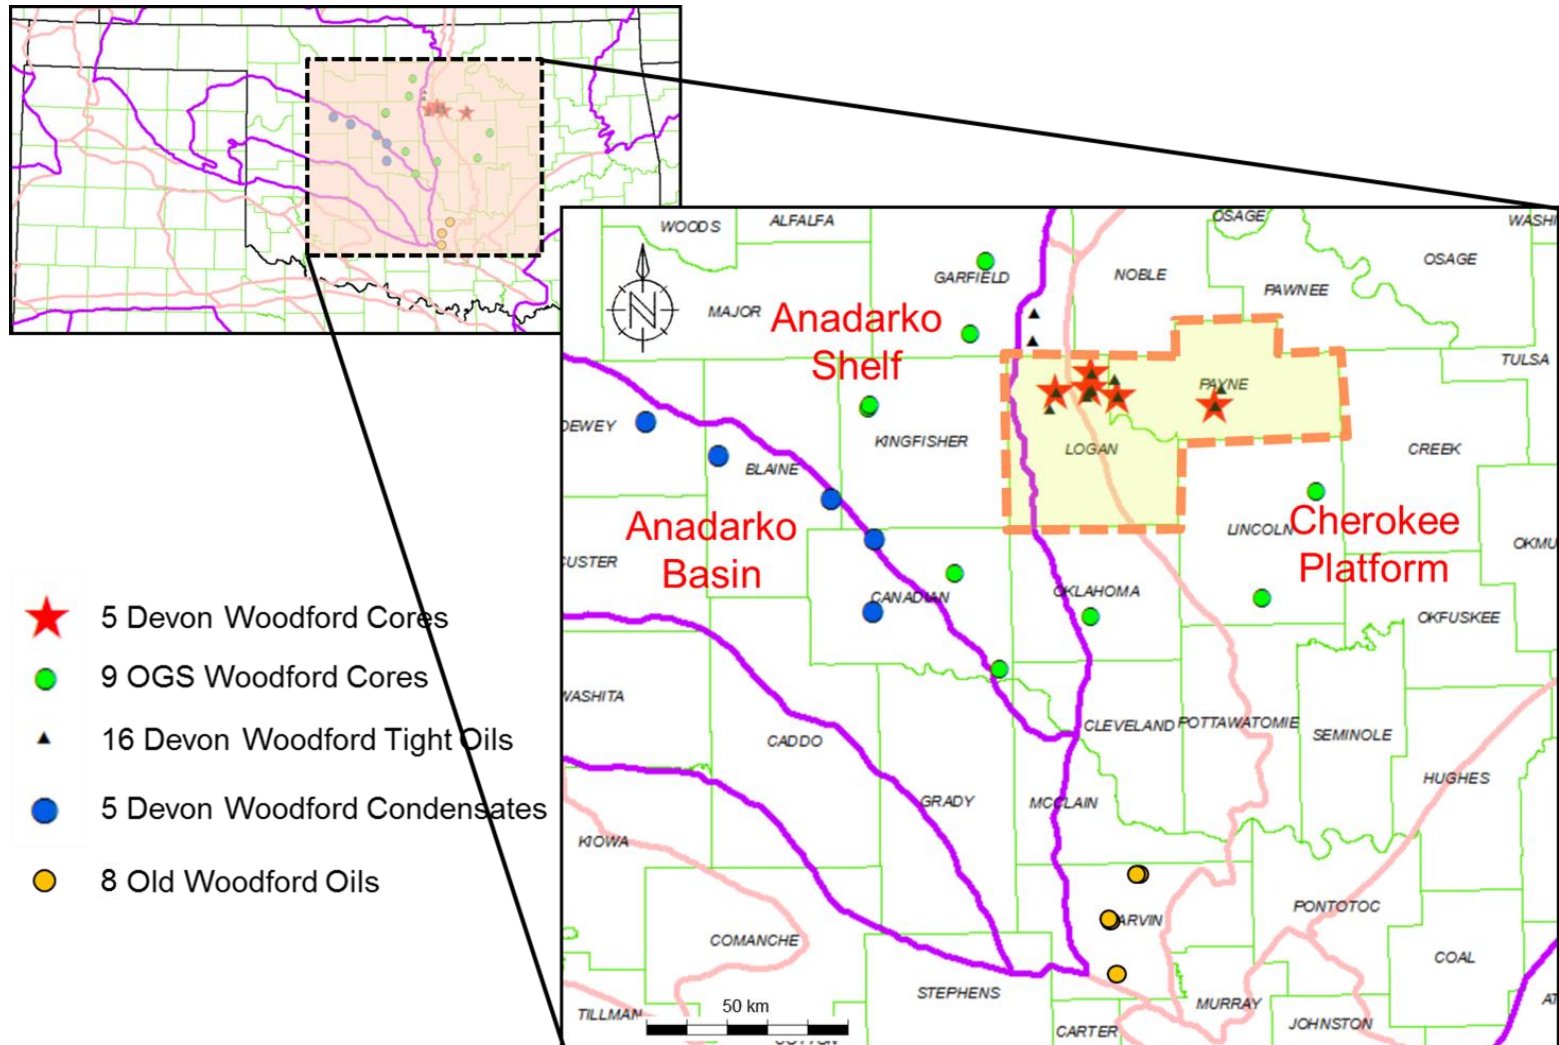 WOODS
ALFALFA
OSAGE
WASHI
GARFIELD
NOBLE
OSAGE
PAWNEE
MAJOR
Anadarko
Shelf
TULSA
PAYNE
DEWEY
KINGFISHER
LOGAN
CREEK
BLAINE
Anadarko
Basin
LINCOLN
Cherokee
Platform
OKMU
CUSTER
CANADIAN
OKLAHOMA
OKFUSKEE
5 Devon Woodford Cores
9 OGS Woodford Cores
16 Devon Woodford Tight Oils
5 Devon Woodford Condensates
8 Old Woodford Oils
N
WASHITA
CADDO
CLEVELAND
POTTAWATOMIE
SEMINOLE
HUGHES
GRADY
MCCLAIN
KIOWA
PONTOTOC
ARVIN
COMANCHE
COAL
STEPHENS
MURRAY
AT
TILLMAN
50 km
CARTER
JOHNSTON